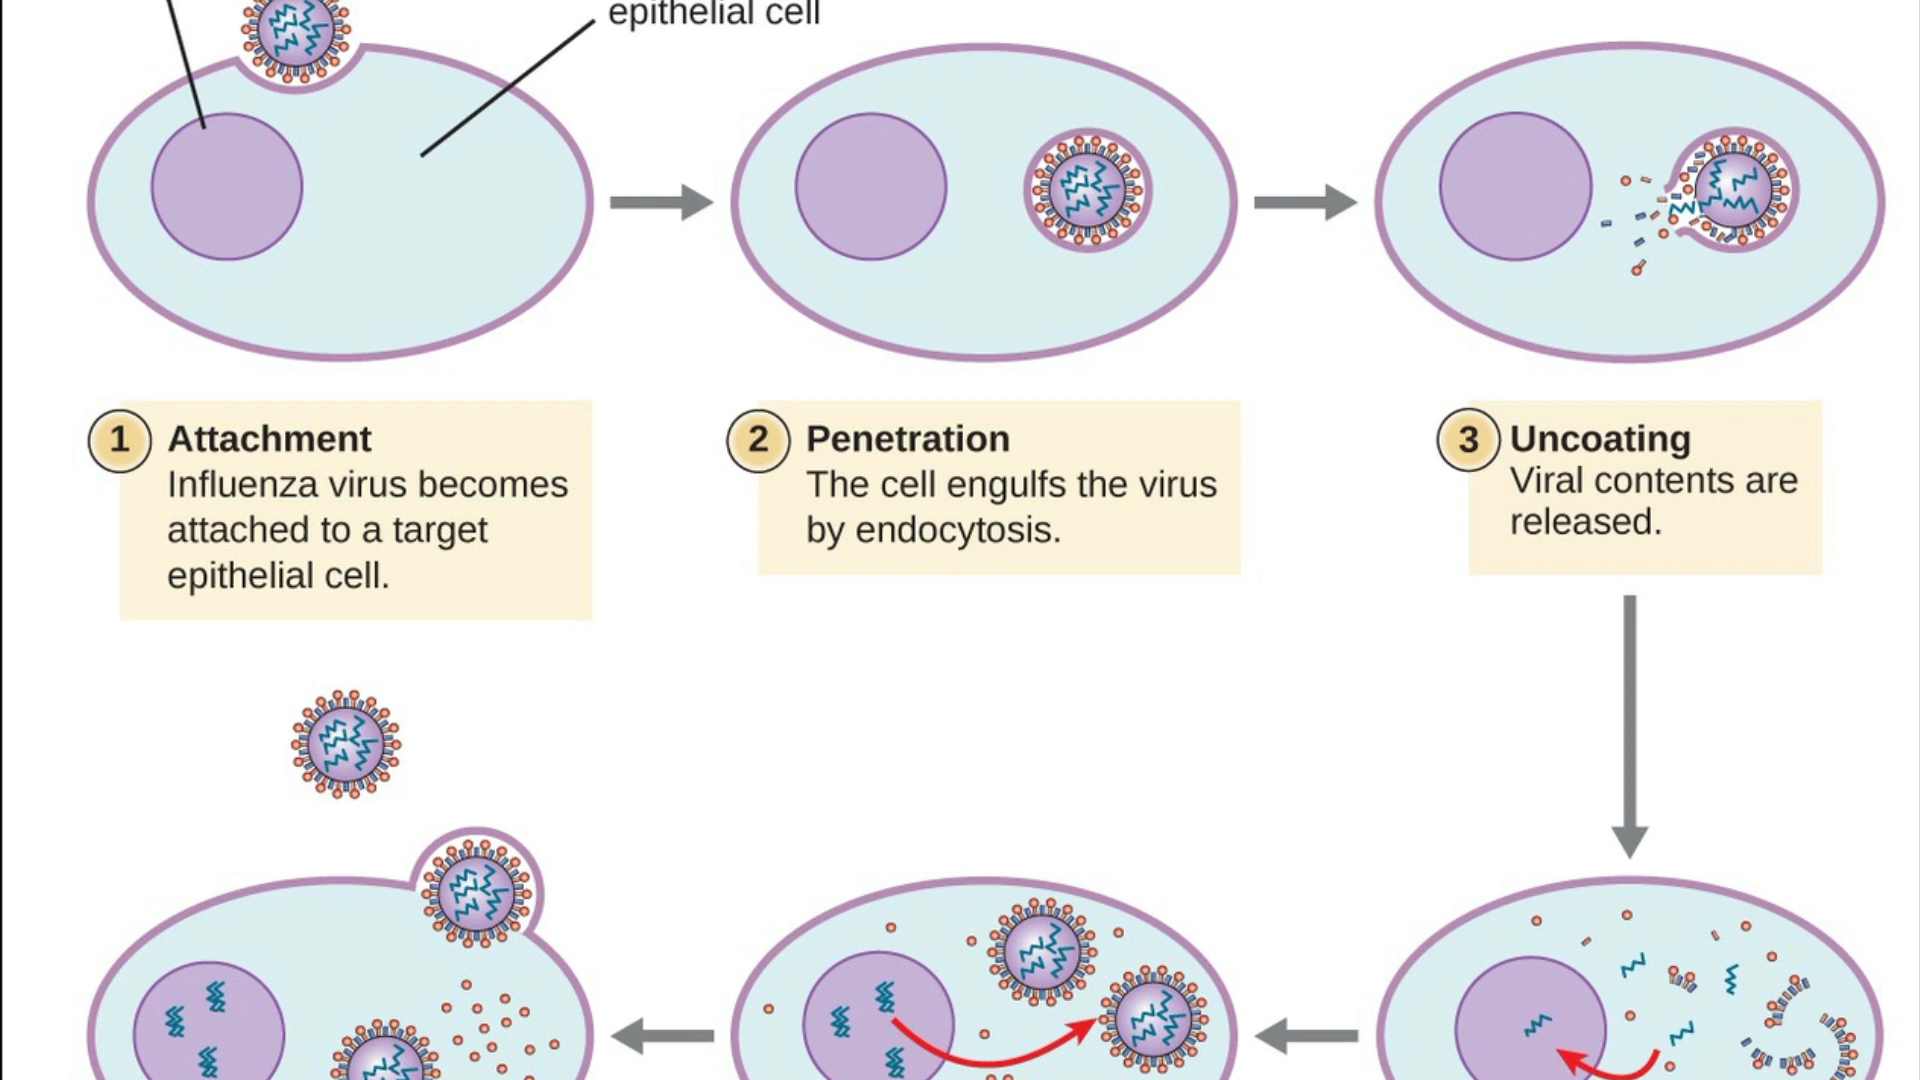 epithelial cell
1 Attachment
Influenza virus becomes
attached to a target
epithelial cell.
2 Penetration
The cell engulfs the virus
by endocytosis.
3 Uncoating
Viral contents are
released.